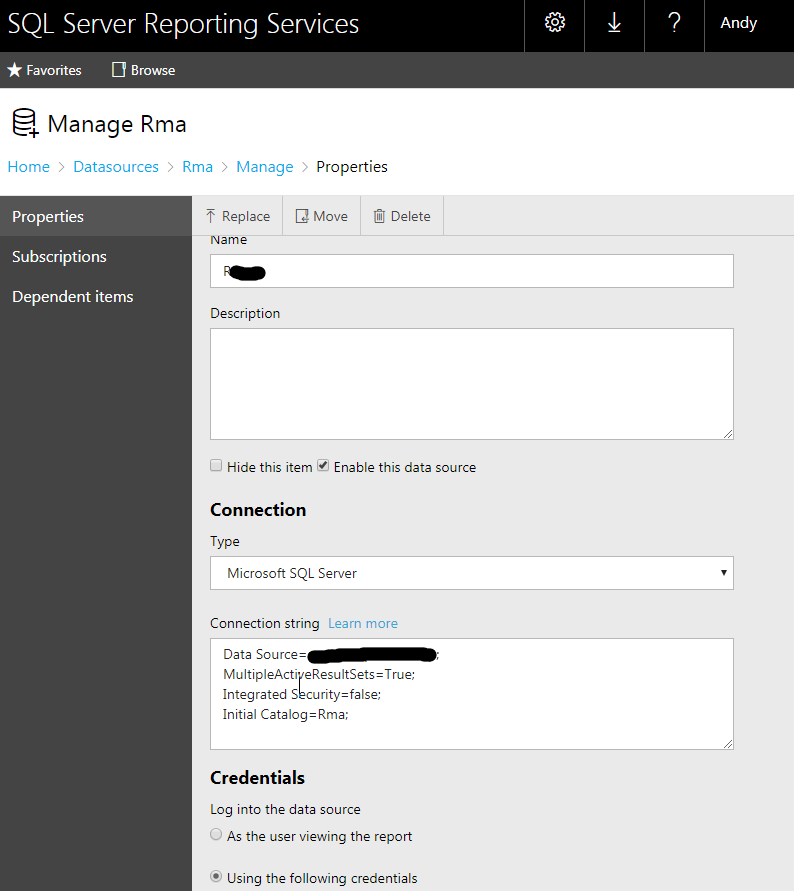 SQL Server Reporting Services
? Andy
Favorites Browse
Manage Rma
Home > Datasources > Rma > Manage > Properties
Properties
Subscriptions
Dependent items
Replace Move Delete
Name
R
Description
Hide this item Enable this data source
Connection
Type
Microsoft SQL Server
Connection string Learn more
Data Source= ;
MultipleActiveResultSets=True;
Integrated Security=false;
Initial Catalog=Rma;
Credentials
Log into the data source
As the user viewing the report
Using the following credentials